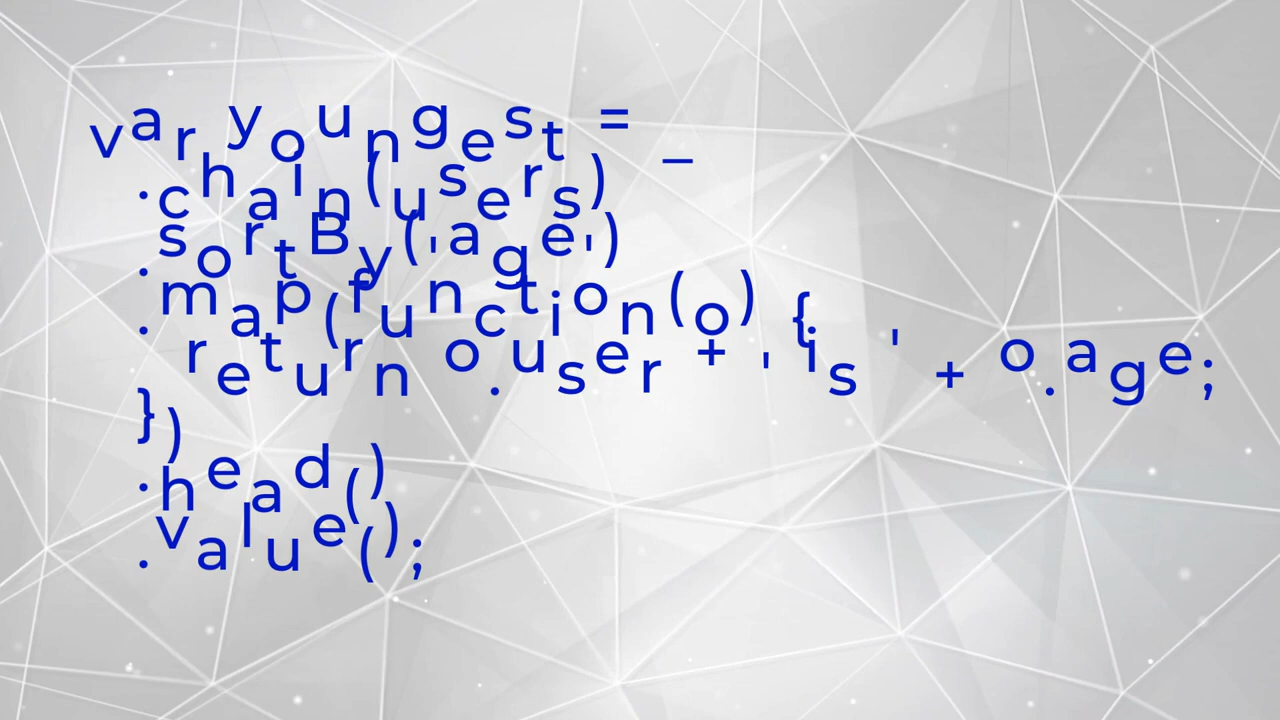 var youngest = _
  .chain(users)
  .sortBy('age')
  .map(function(o) {
    return o.user + ' is ' + o.age;
  })
  .head()
  .value();